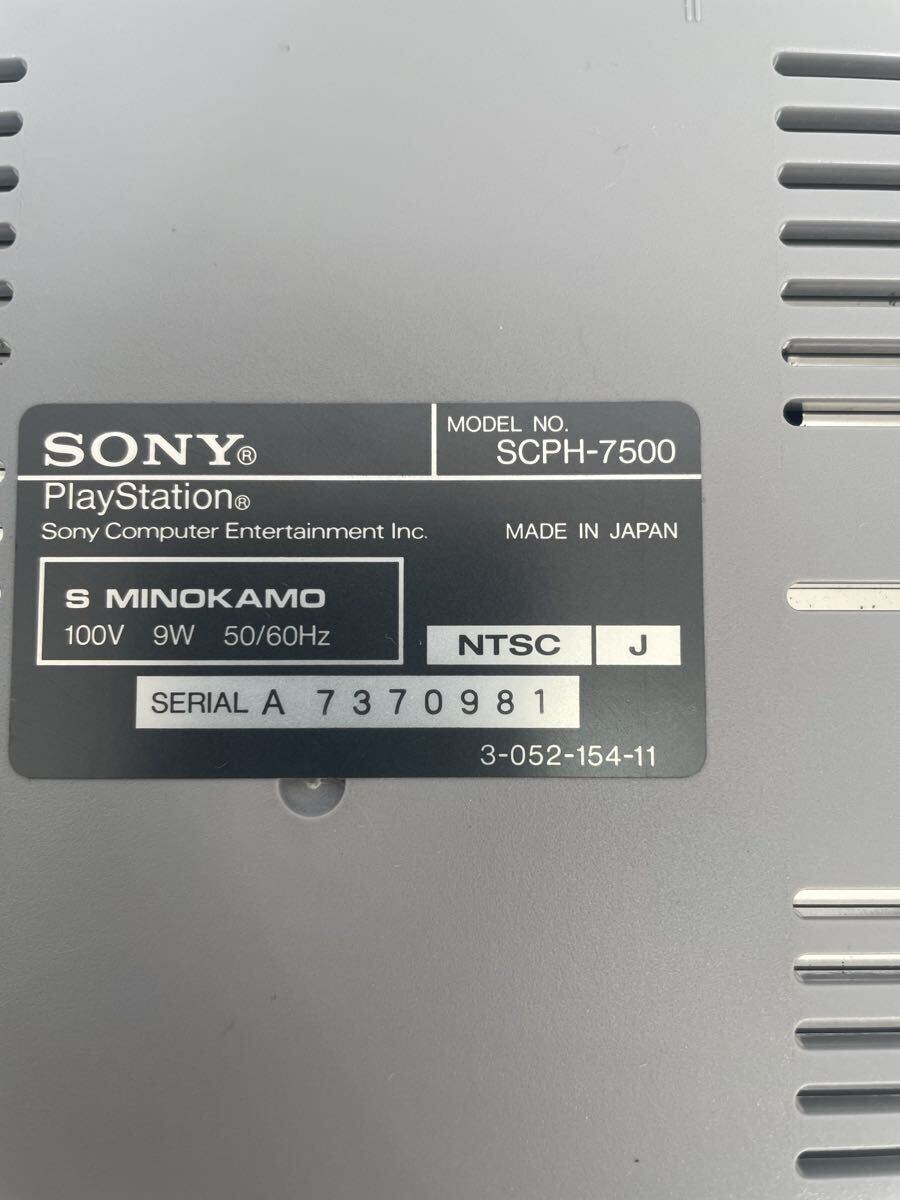 SONY®
MODEL NO.
SCPH-7500
PlayStation®
Sony Computer Entertainment Inc.
MADE IN JAPAN
S MINOKAMO
100V 9W 50/60Hz
NTSC J
SERIAL A 7370981
3-052-154-11